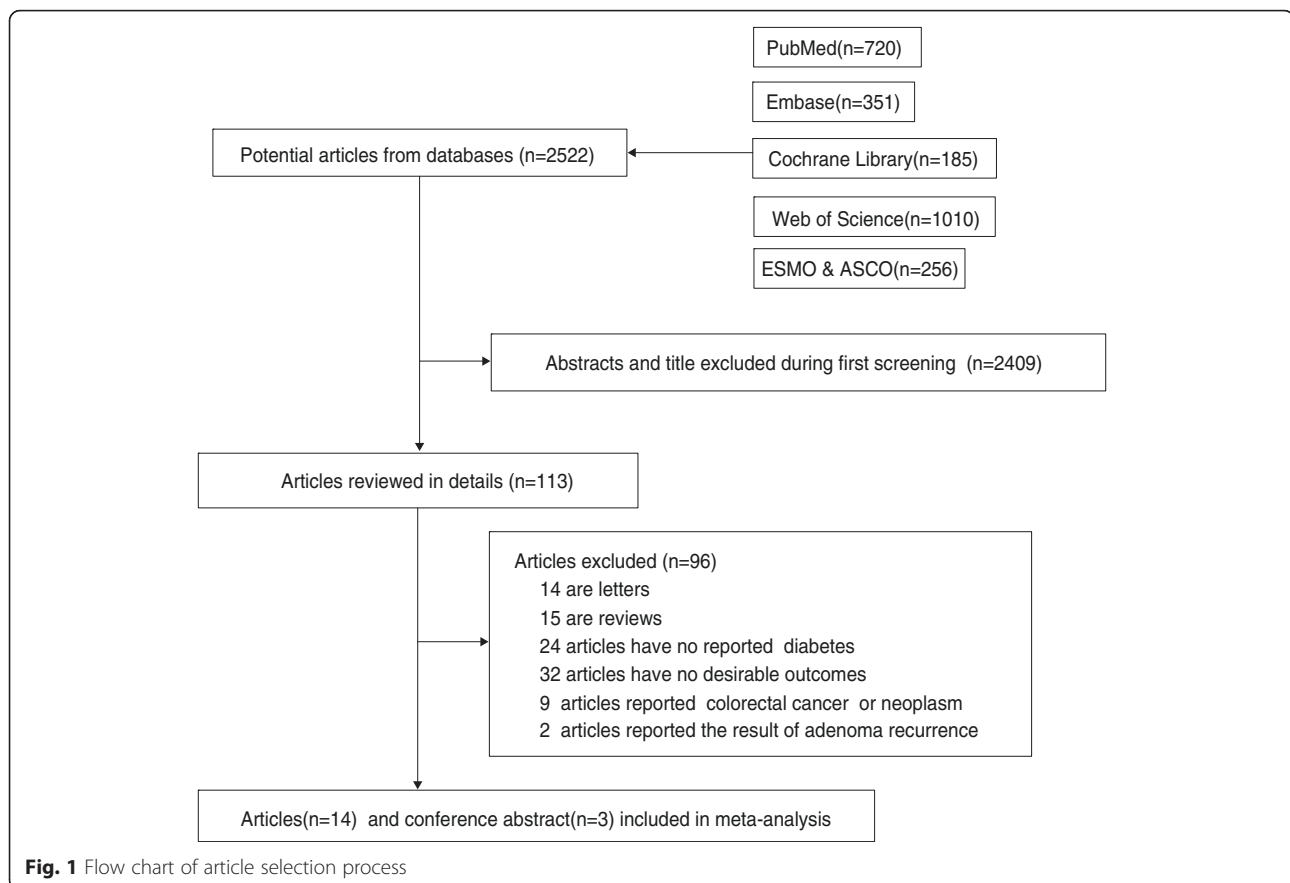 PubMed(n=720)
Embase(n=351)
Potential articles from databases (n=2522)
Cochrane Library(n=185)
Web of Science(n=1010)
ESMO & ASCO(n=256)
Abstracts and title excluded during first screening (n=2409)
Articles reviewed in details (n=113)
Articles excluded (n=96)
14 are letters
15 are reviews
24 articles have no reported diabetes
32 articles have no desirable outcomes
9 articles reported colorectal cancer or neoplasm
2 articles reported the result of adenoma recurrence
Articles(n=14) and conference abstract(n=3) included in meta-analysis
Fig. 1 Flow chart of article selection process